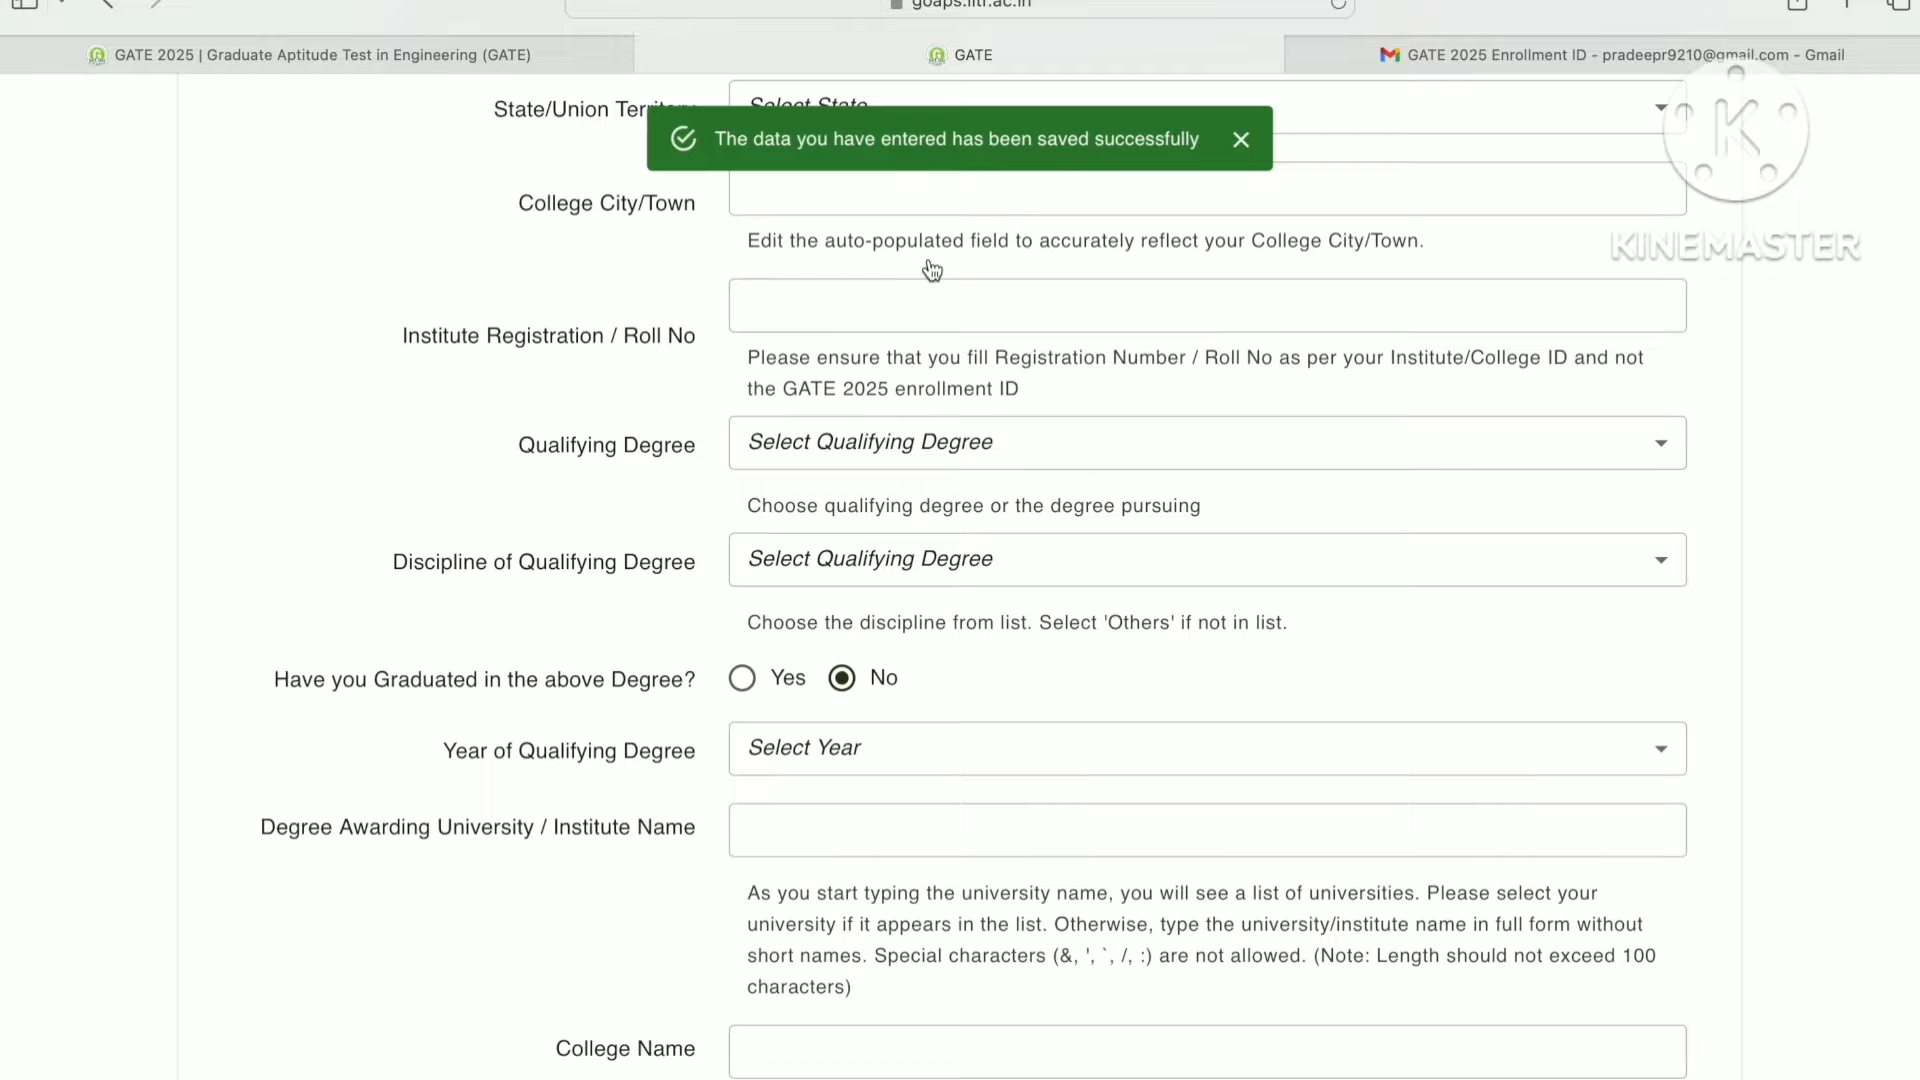 goaps.iitr.ac.in
GATE 2025 | Graduate Aptitude Test in Engineering (GATE)
GATE
GATE 2025 Enrollment ID - pradeepr9210@gmail.com - Gmail
State/Union Territory
Select State
The data you have entered has been saved successfully
K
KINEMASTER
College City/Town
Edit the auto-populated field to accurately reflect your College City/Town.
Institute Registration / Roll No
Please ensure that you fill Registration Number / Roll No as per your Institute/College ID and not
the GATE 2025 enrollment ID
Qualifying Degree
Select Qualifying Degree
Choose qualifying degree or the degree pursuing
Discipline of Qualifying Degree
Select Qualifying Degree
Choose the discipline from list. Select 'Others' if not in list.
Have you Graduated in the above Degree?
Yes
No
Year of Qualifying Degree
Select Year
Degree Awarding University / Institute Name
As you start typing the university name, you will see a list of universities. Please select your
university if it appears in the list. Otherwise, type the university/institute name in full form without
short names. Special characters (&, ', `, /, :) are not allowed. (Note: Length should not exceed 100
characters)
College Name